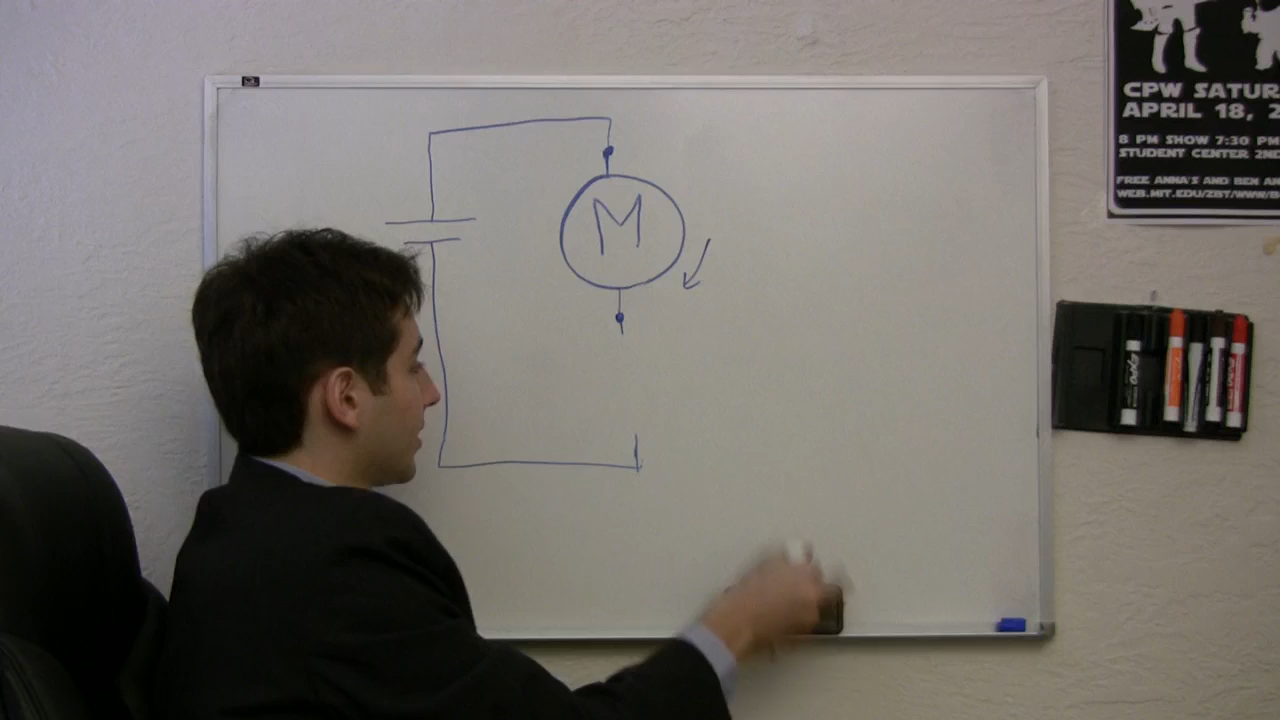 M
CPW SATUR
APRIL 18, 2
8 PM SHOW 7:30 PM
STUDENT CENTER 2ND
FREE ANNA'S AND BEN AN
WEB.MIT.EDU/ZBT/WWW/B
EXPO